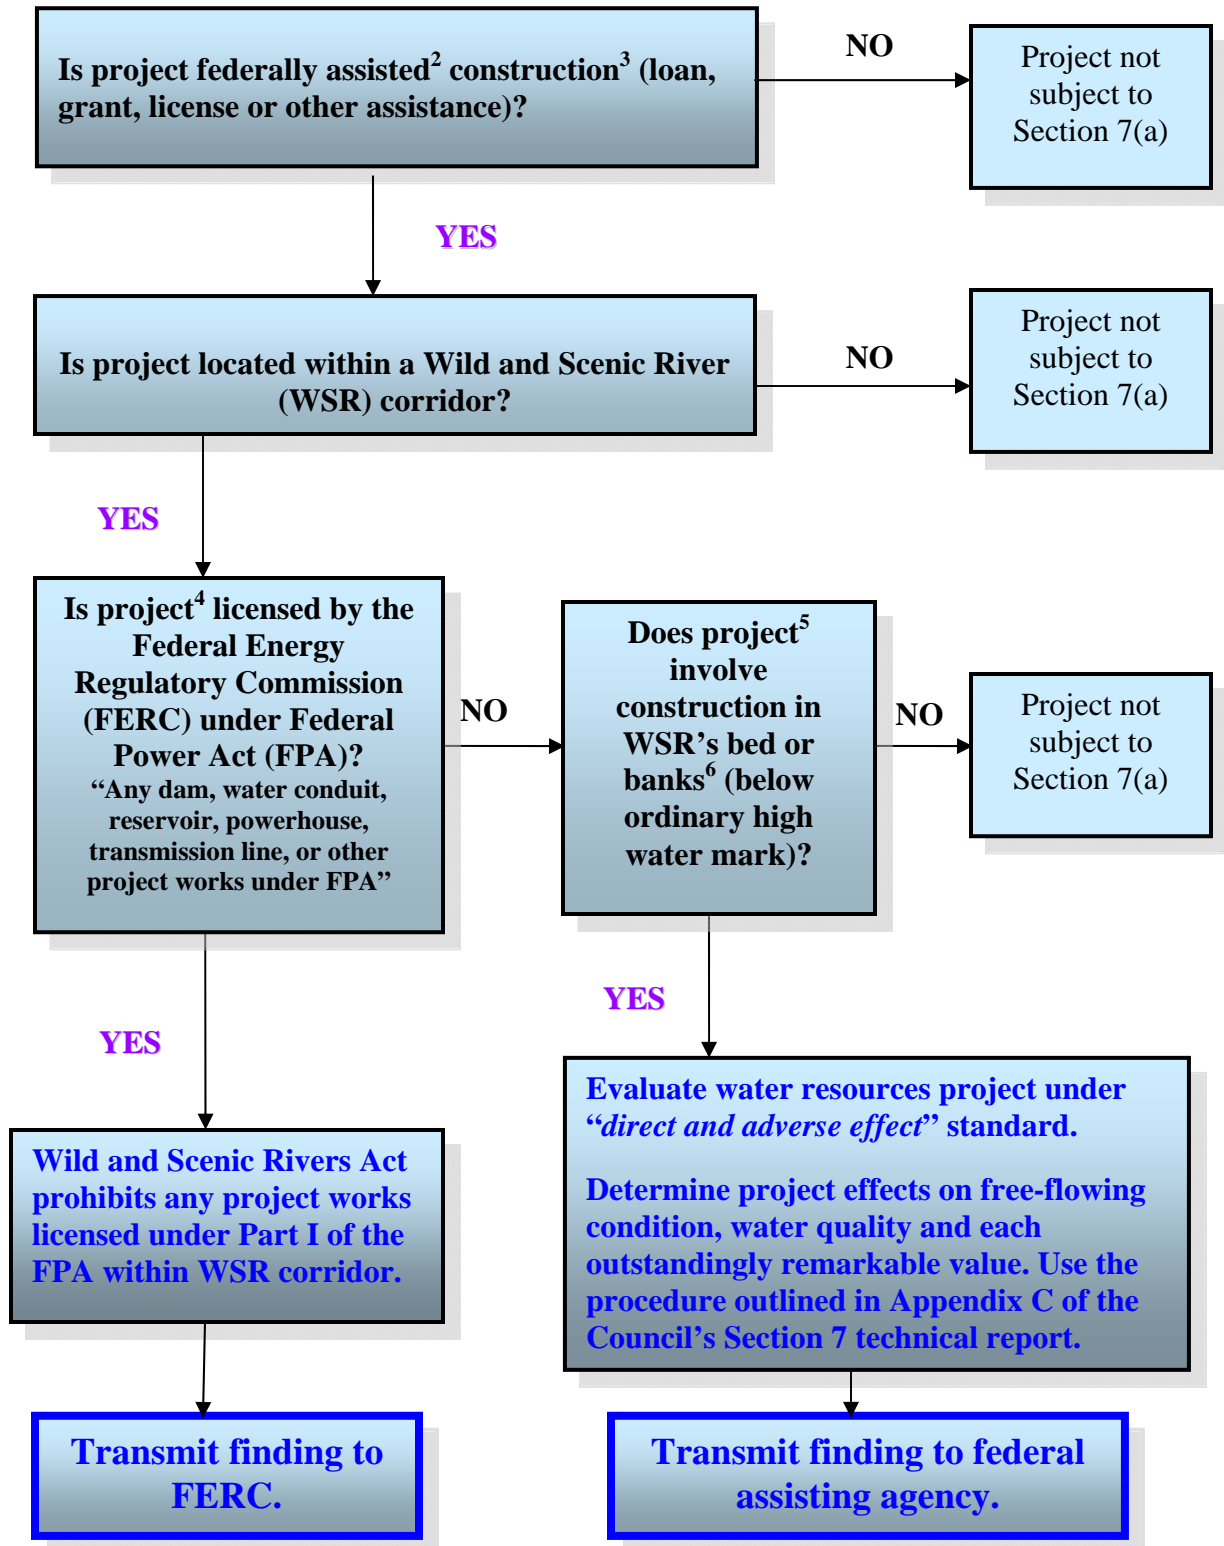 Is project federally assisted² construction³ (loan,
grant, license or other assistance)?
NO
Project not
subject to
Section 7(a)
YES
Is project located within a Wild and Scenic River
(WSR) corridor?
NO
Project not
subject to
Section 7(a)
YES
Is project⁴ licensed by the
Federal Energy
Regulatory Commission
(FERC) under Federal
Power Act (FPA)?
“Any dam, water conduit,
reservoir, powerhouse,
transmission line, or other
project works under FPA”
NO
Does project⁵
involve
construction in
WSR’s bed or
banks⁶ (below
ordinary high
water mark)?
NO
Project not
subject to
Section 7(a)
YES
Wild and Scenic Rivers Act
prohibits any project works
licensed under Part I of the
FPA within WSR corridor.
YES
Evaluate water resources project under
“direct and adverse effect” standard.
Determine project effects on free-flowing
condition, water quality and each
outstandingly remarkable value. Use the
procedure outlined in Appendix C of the
Council’s Section 7 technical report.
Transmit finding to
FERC.
Transmit finding to federal
assisting agency.